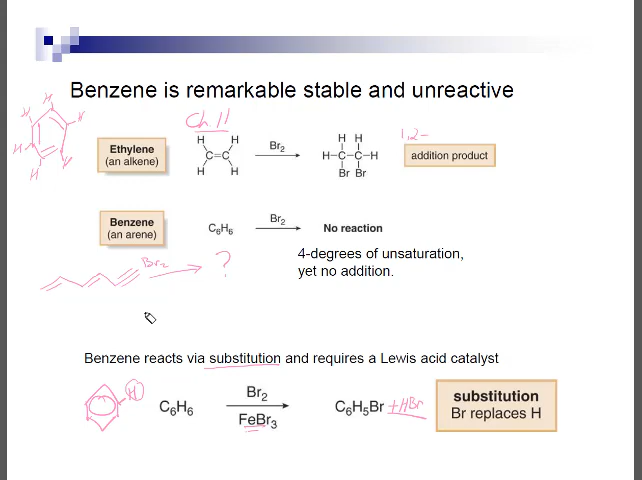 Benzene is remarkable stable and unreactive
Ch. 11
H H
H H
H
H
H
H
Ethylene
(an alkene)
H H
C=C
H H
Br2
H H
H–C–C–H
Br Br
1,2-
addition product
Benzene
(an arene)
C6H6
Br2
No reaction
4-degrees of unsaturation,
yet no addition.
Br2
?
Benzene reacts via substitution and requires a Lewis acid catalyst
H
C6H6
Br2
FeBr3
C6H5Br + HBr
substitution
Br replaces H